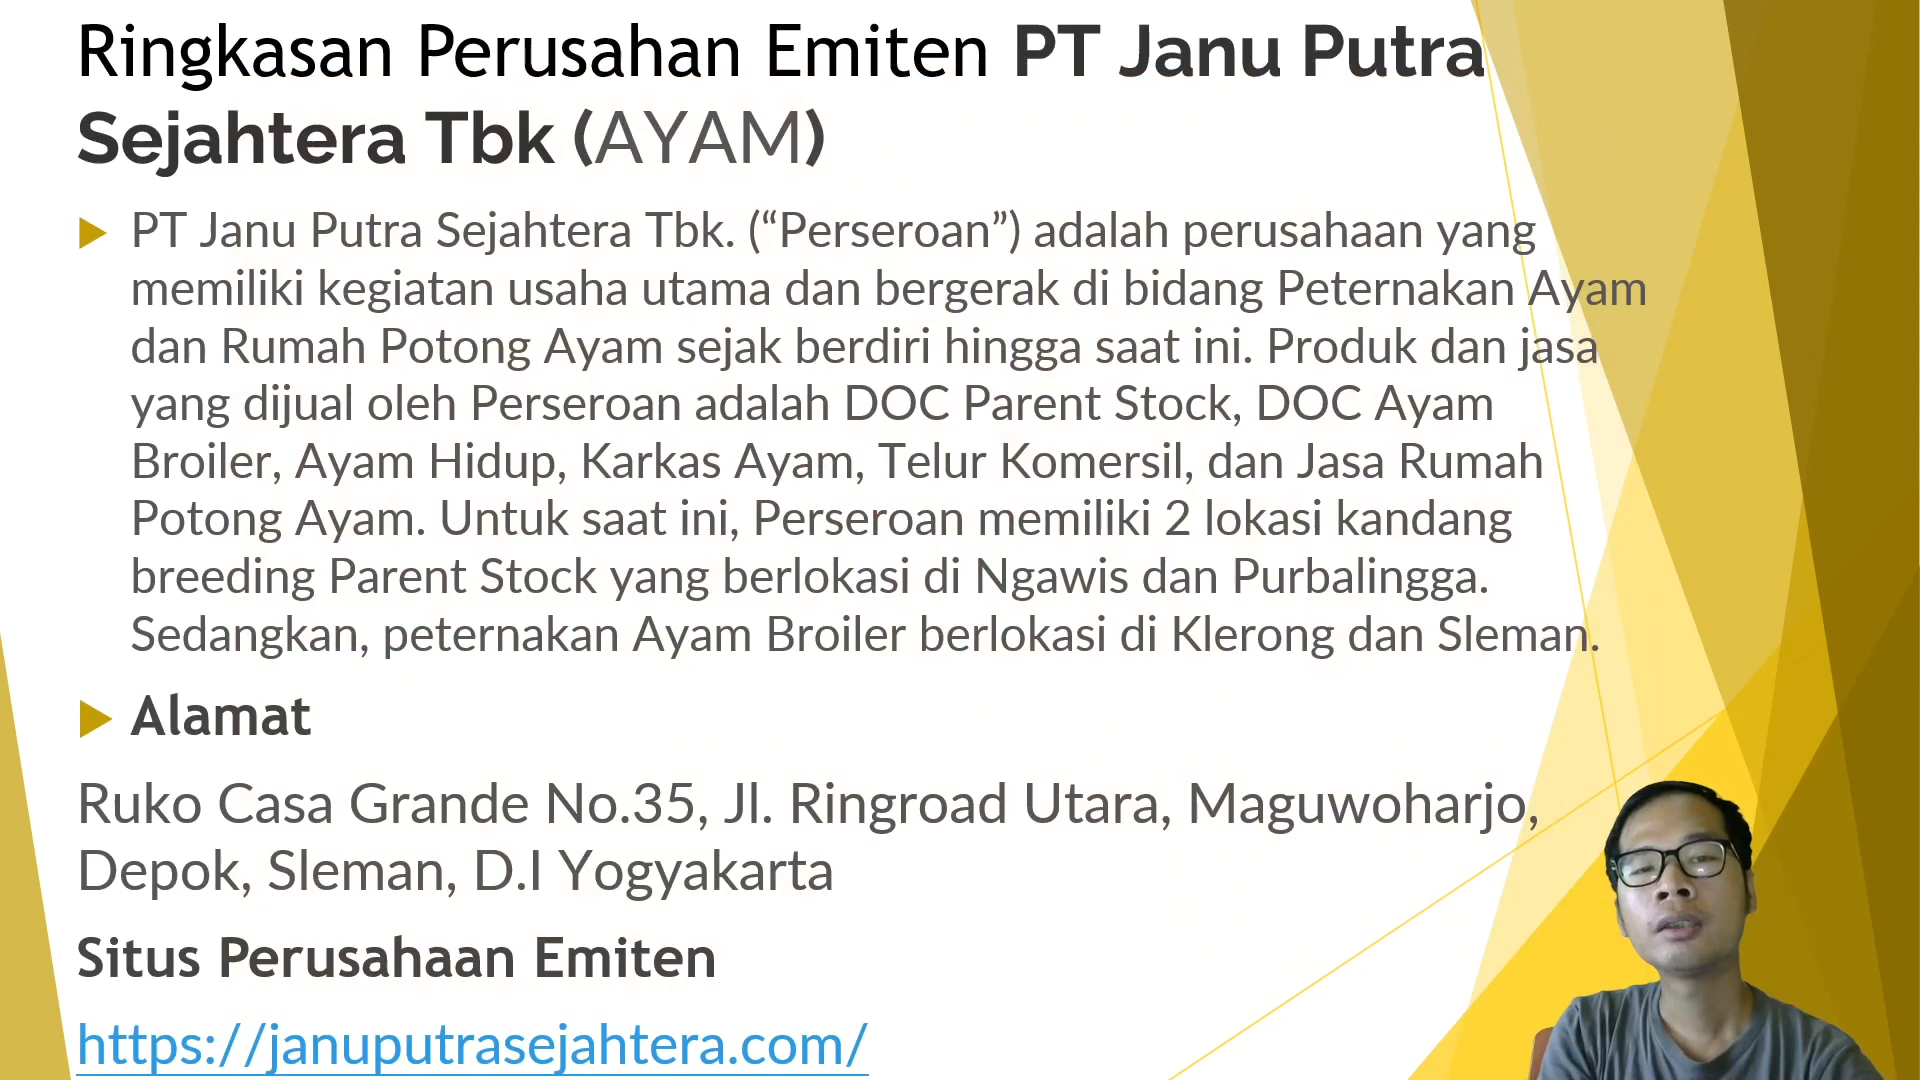 Ringkasan Perusahan Emiten PT Janu Putra
Sejahtera Tbk (AYAM)
PT Janu Putra Sejahtera Tbk. (“Perseroan”) adalah perusahaan yang
memiliki kegiatan usaha utama dan bergerak di bidang Peternakan Ayam
dan Rumah Potong Ayam sejak berdiri hingga saat ini. Produk dan jasa
yang dijual oleh Perseroan adalah DOC Parent Stock, DOC Ayam
Broiler, Ayam Hidup, Karkas Ayam, Telur Komersil, dan Jasa Rumah
Potong Ayam. Untuk saat ini, Perseroan memiliki 2 lokasi kandang
breeding Parent Stock yang berlokasi di Ngawis dan Purbalingga.
Sedangkan, peternakan Ayam Broiler berlokasi di Klerong dan Sleman.
Alamat
Ruko Casa Grande No.35, Jl. Ringroad Utara, Maguwoharjo,
Depok, Sleman, D.I Yogyakarta
Situs Perusahaan Emiten
https://januputrasejahtera.com/